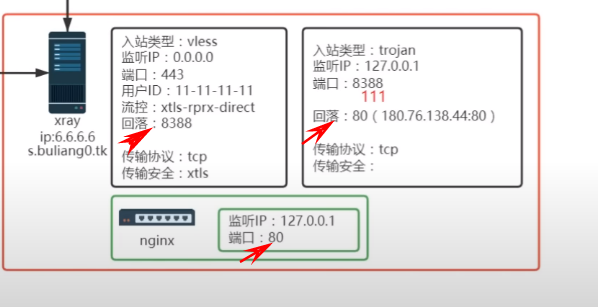 入站类型：vless
监听IP：0.0.0.0
端口：443
用户ID：11-11-11-11
流控：xtls-rprx-direct
回落：8388
传输协议：tcp
传输安全：xtls
入站类型：trojan
监听IP：127.0.0.1
端口：8388
111
回落：80（180.76.138.44:80）
传输协议：tcp
传输安全：
xray
ip:6.6.6.6
s.buliang0.tk
nginx
监听IP：127.0.0.1
端口：80